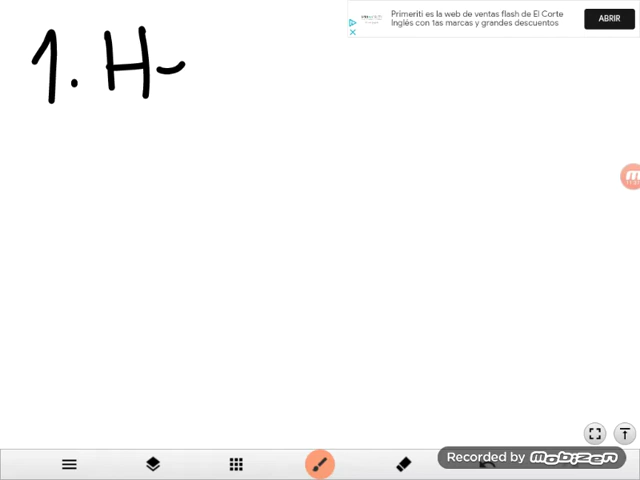 1. H-
Primeriti es la web de ventas flash de El Corte
Inglés con las marcas y grandes descuentos
ABRIR
Recorded by mobizen